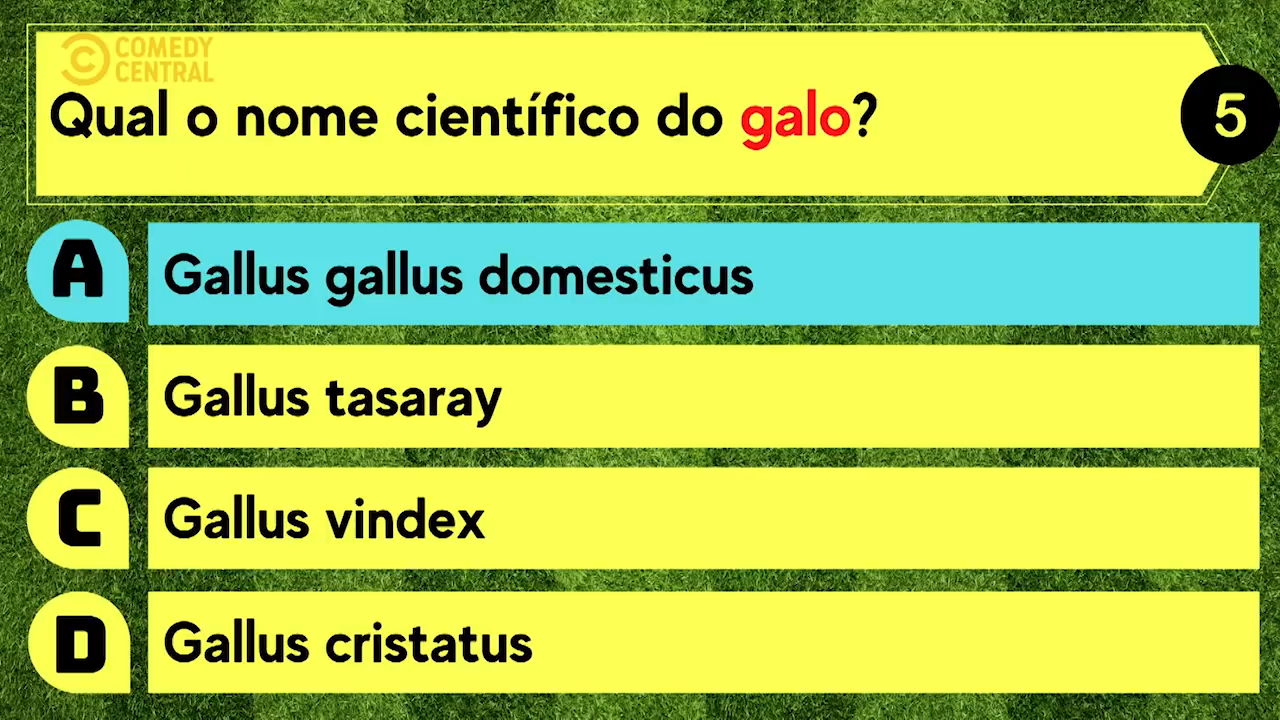 COMEDY
CENTRAL
Qual o nome científico do galo?
5
A
Gallus gallus domesticus
B
Gallus tasaray
C
Gallus vindex
D
Gallus cristatus